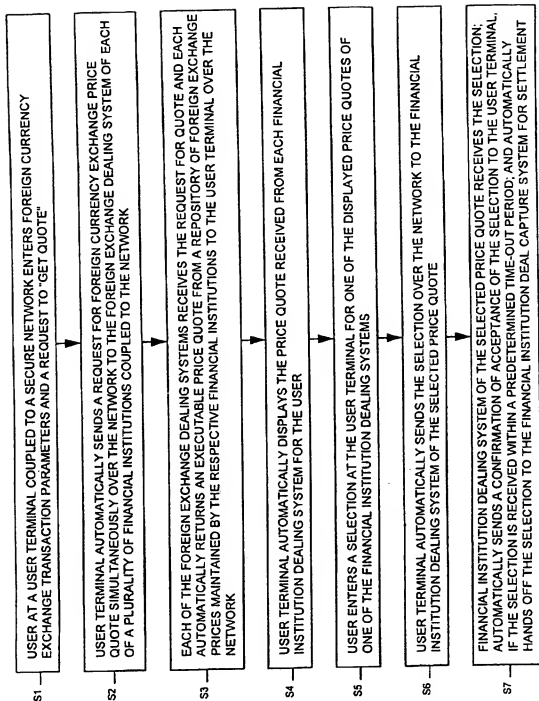 S1
USER AT A USER TERMINAL COUPLED TO A SECURE NETWORK ENTERS FOREIGN CURRENCY
EXCHANGE TRANSACTION PARAMETERS AND A REQUEST TO "GET QUOTE"
S2
USER TERMINAL AUTOMATICALLY SENDS A REQUEST FOR FOREIGN CURRENCY EXCHANGE PRICE
QUOTE SIMULTANEOUSLY OVER THE NETWORK TO THE FOREIGN EXCHANGE DEALING SYSTEM OF EACH
OF A PLURALITY OF FINANCIAL INSTITUTIONS COUPLED TO THE NETWORK
S3
EACH OF THE FOREIGN EXCHANGE DEALING SYSTEMS RECEIVES THE REQUEST FOR QUOTE AND EACH
AUTOMATICALLY RETURNS AN EXECUTABLE PRICE QUOTE FROM A REPOSITORY OF FOREIGN EXCHANGE
PRICES MAINTAINED BY THE RESPECTIVE FINANCIAL INSTITUTIONS TO THE USER TERMINAL OVER THE
NETWORK
S4
USER TERMINAL AUTOMATICALLY DISPLAYS THE PRICE QUOTE RECEIVED FROM EACH FINANCIAL
INSTITUTION DEALING SYSTEM FOR THE USER
S5
USER ENTERS A SELECTION AT THE USER TERMINAL FOR ONE OF THE DISPLAYED PRICE QUOTES OF
ONE OF THE FINANCIAL INSTITUTION DEALING SYSTEMS
S6
USER TERMINAL AUTOMATICALLY SENDS THE SELECTION OVER THE NETWORK TO THE FINANCIAL
INSTITUTION DEALING SYSTEM OF THE SELECTED PRICE QUOTE
S7
FINANCIAL INSTITUTION DEALING SYSTEM OF THE SELECTED PRICE QUOTE RECEIVES THE SELECTION;
AUTOMATICALLY SENDS A CONFIRMATION OF ACCEPTANCE OF THE SELECTION TO THE USER TERMINAL,
IF THE SELECTION IS RECEIVED WITHIN A PREDETERMINED TIME-OUT PERIOD; AND AUTOMATICALLY
HANDS OFF THE SELECTION TO THE FINANCIAL INSTITUTION DEAL CAPTURE SYSTEM FOR SETTLEMENT